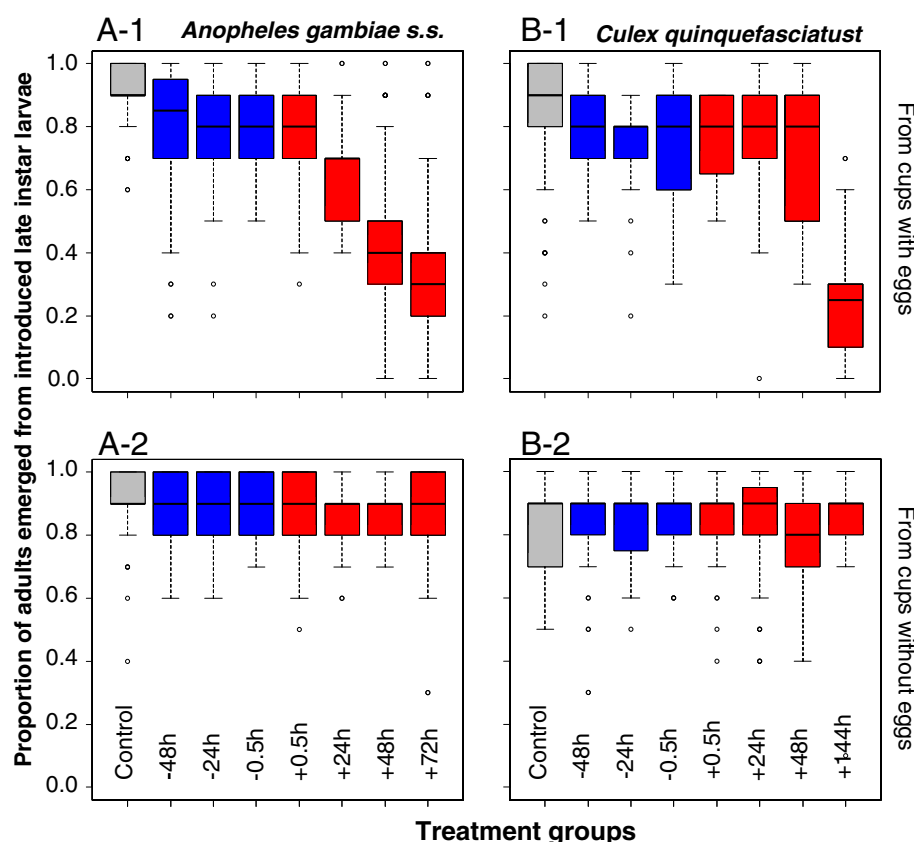 A-1 Anopheles gambiae s.s. B-1 Culex quinquefasciatust
Proportion of adults emerged from introduced late instar larvae
1.0
0.8
0.6
0.4
0.2
0.0
From cups with eggs
A-2 B-2
1.0
0.8
0.6
0.4
0.2
0.0
From cups without eggs
Control -48h -24h -0.5h +0.5h +24h +48h +72h
Control -48h -24h -0.5h +0.5h +24h +48h +144h
Treatment groups